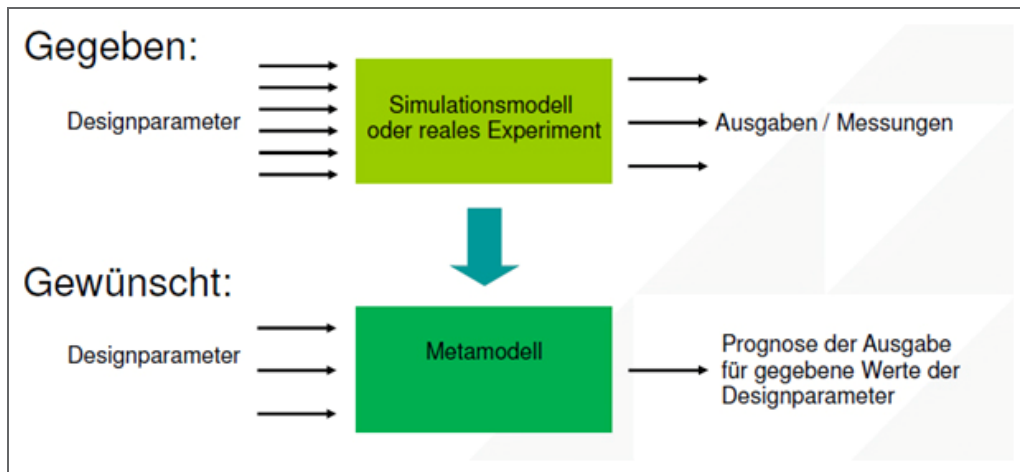 Gegeben:
Designparameter
Simulationsmodell
oder reales Experiment
Ausgaben / Messungen
Gewünscht:
Designparameter
Metamodell
Prognose der Ausgabe
für gegebene Werte der
Designparameter